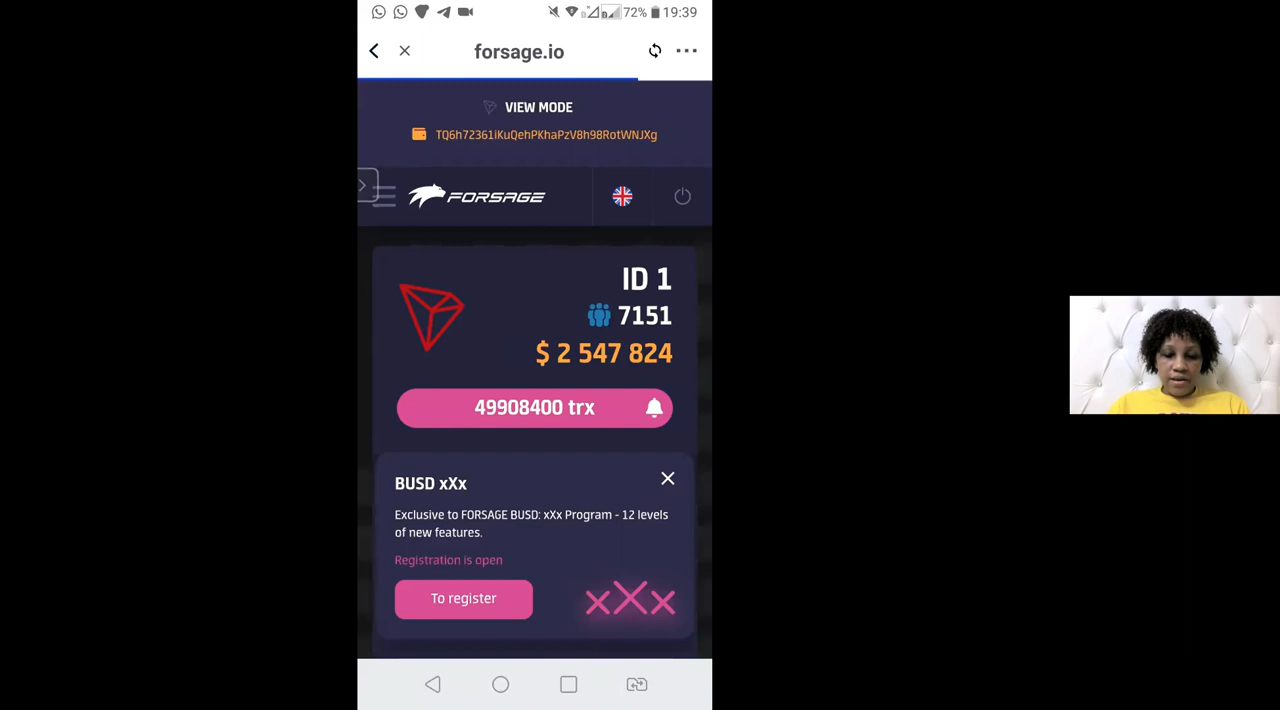 72% 19:39
forsage.io
VIEW MODE
TQ6h72361iKuQehPKhaPzV8h98RotWNJXg
FORSAGE
ID 1
7151
$ 2 547 824
49908400 trx
BUSD xXx
Exclusive to FORSAGE BUSD: xXx Program - 12 levels
of new features.
Registration is open
To register